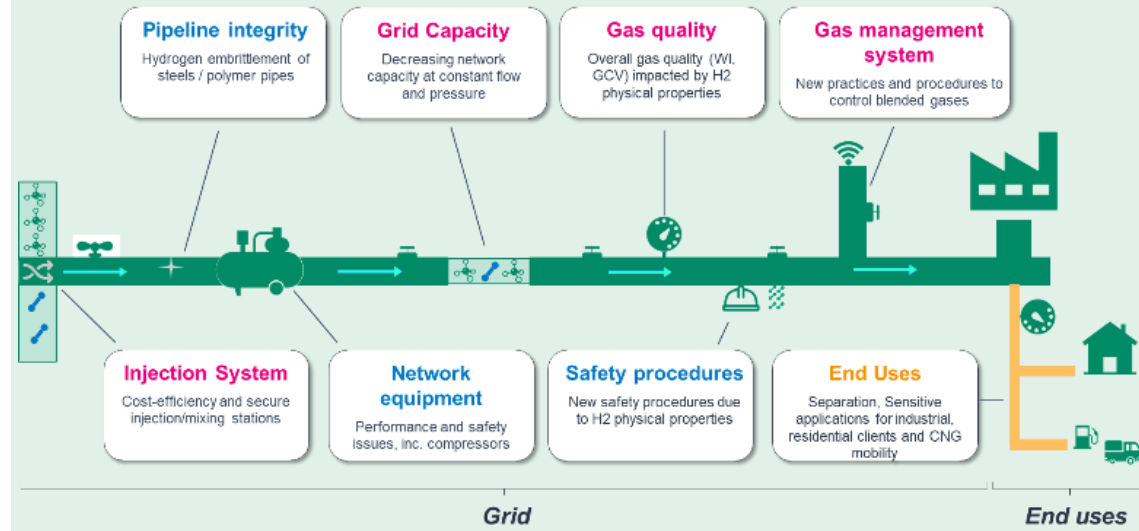 Pipeline integrity
Hydrogen embrittlement of
steels / polymer pipes
Grid Capacity
Decreasing network
capacity at constant flow
and pressure
Gas quality
Overall gas quality (WI,
GCV) impacted by H2
physical properties
Gas management
system
New practices and procedures to
control blended gases
Injection System
Cost-efficiency and secure
injection/mixing stations
Network
equipment
Performance and safety
issues, inc. compressors
Safety procedures
New safety procedures due
to H2 physical properties
End Uses
Separation, Sensitive
applications for industrial,
residential clients and CNG
mobility
Grid
End uses